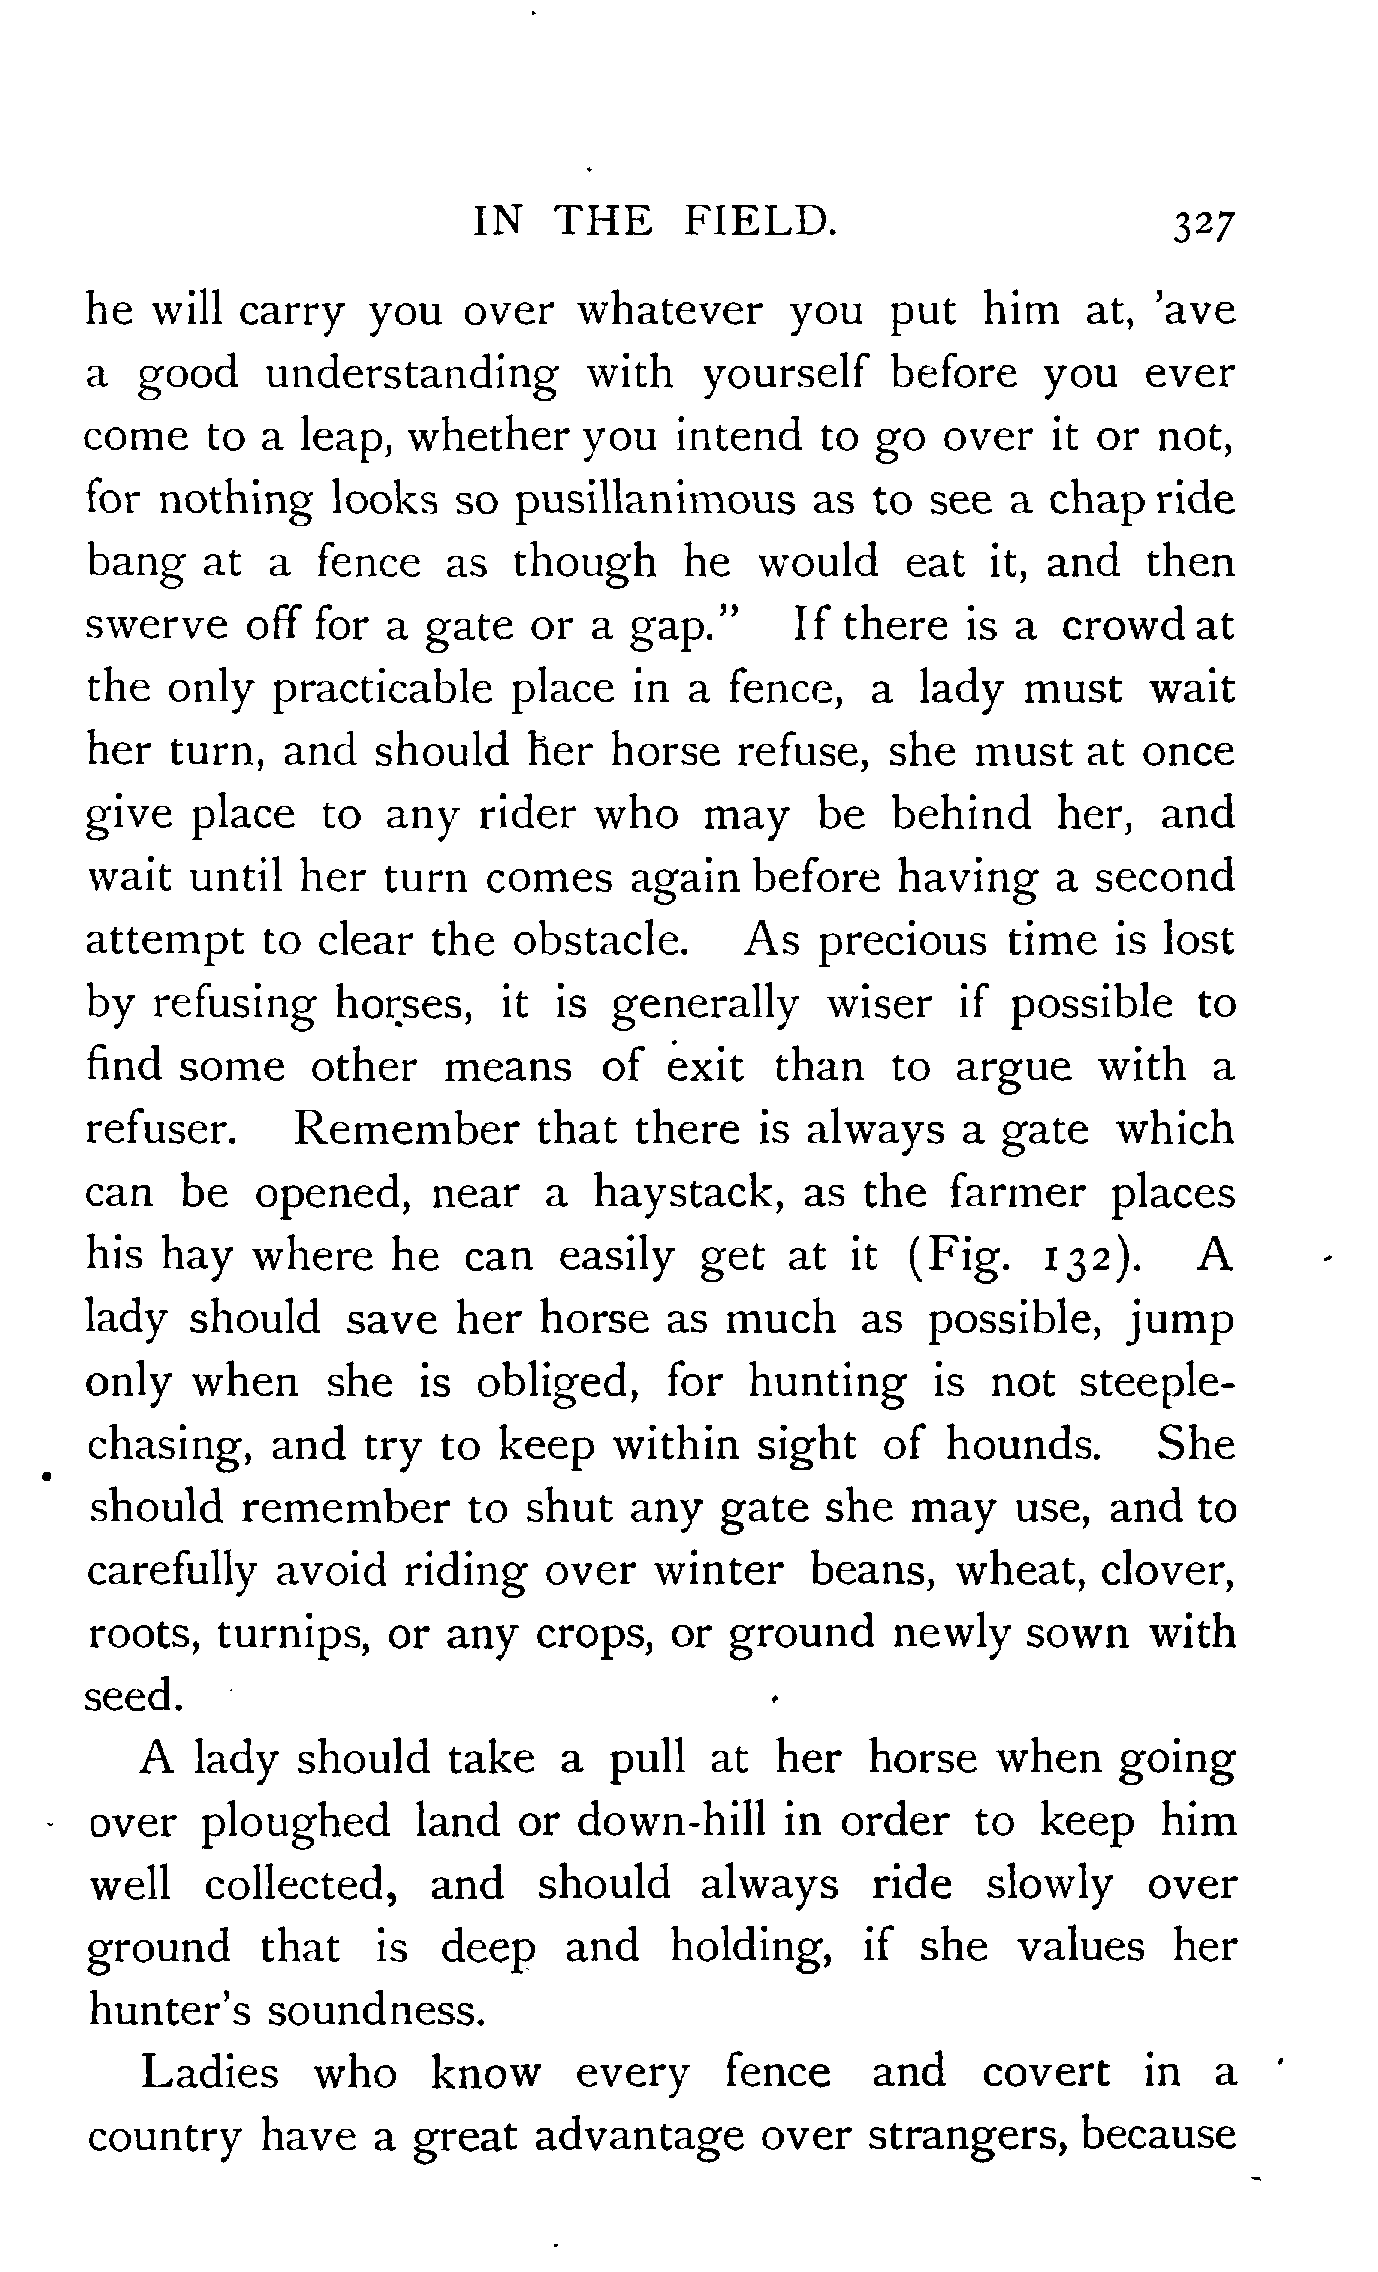 IN THE FIELD. 327
he will carry you over whatever you put him at, 'ave
a good understanding with yourself before you ever
come to a leap, whether you intend to go over it or not,
for nothing looks so pusillanimous as to see a chap ride
bang at a fence as though he would eat it, and then
swerve off for a gate or a gap." If there is a crowd at
the only practicable place in a fence, a lady must wait
her turn, and should her horse refuse, she must at once
give place to any rider who may be behind her, and
wait until her turn comes again before having a second
attempt to clear the obstacle. As precious time is lost
by refusing horses, it is generally wiser if possible to
find some other means of exit than to argue with a
refuser. Remember that there is always a gate which
can be opened, near a haystack, as the farmer places
his hay where he can easily get at it (Fig. 132). A
lady should save her horse as much as possible, jump
only when she is obliged, for hunting is not steeple-
chasing, and try to keep within sight of hounds. She
should remember to shut any gate she may use, and to
carefully avoid riding over winter beans, wheat, clover,
roots, turnips, or any crops, or ground newly sown with
seed.
A lady should take a pull at her horse when going
over ploughed land or down-hill in order to keep him
well collected, and should always ride slowly over
ground that is deep and holding, if she values her
hunter's soundness.
Ladies who know every fence and covert in a
country have a great advantage over strangers, because